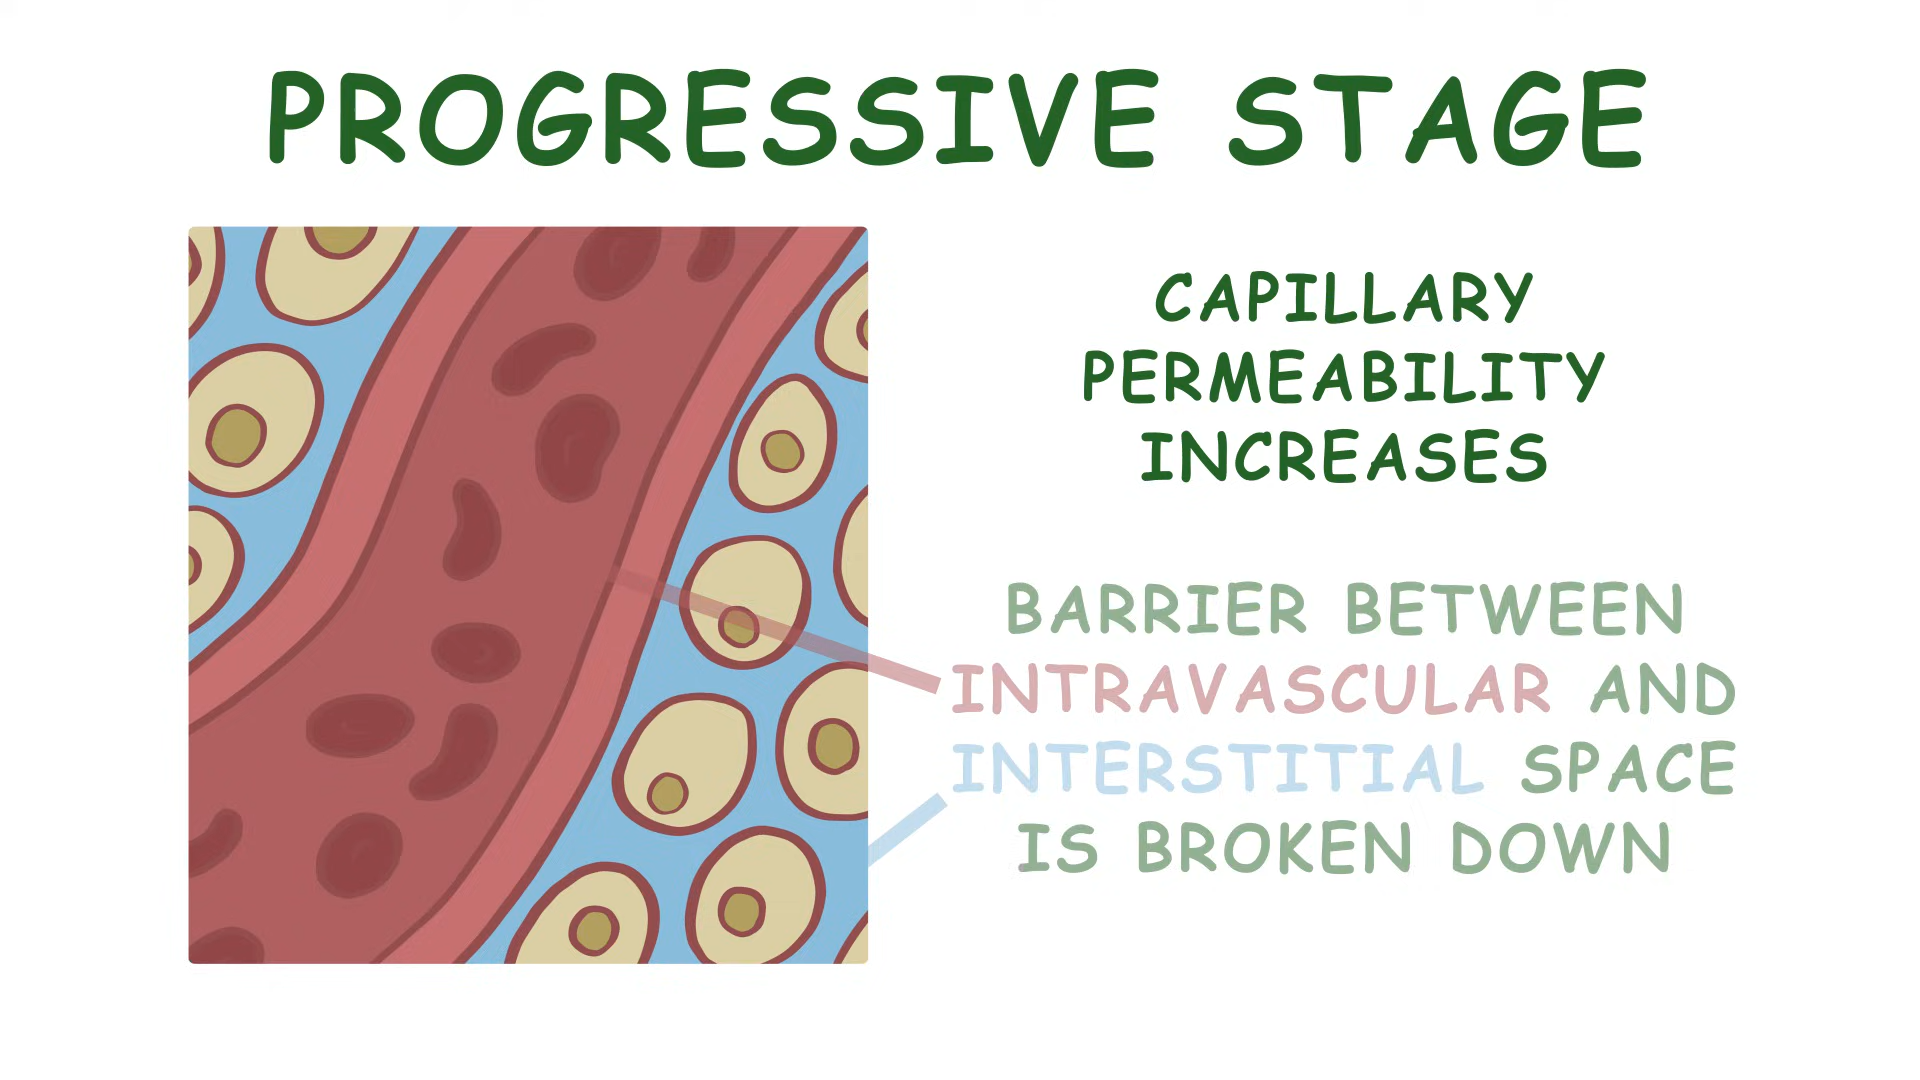 PROGRESSIVE STAGE
CAPILLARY
PERMEABILITY
INCREASES
BARRIER BETWEEN
INTRAVASCULAR AND
INTERSTITIAL SPACE
IS BROKEN DOWN